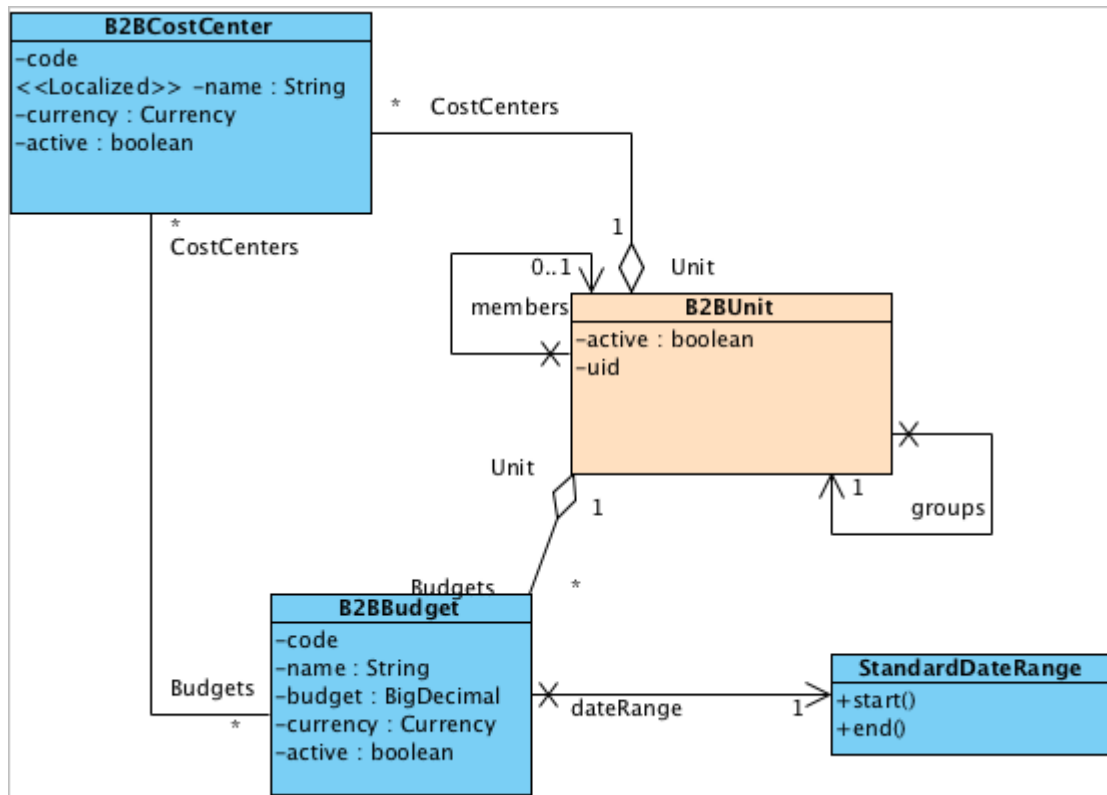 B2BCostCenter
-code
<<Localized>> -name : String
-currency : Currency
-active : boolean
* CostCenters
*
CostCenters
1
Unit
0..1
members
B2BUnit
-active : boolean
-uid
Unit
1
1
groups
Budgets
*
B2BBudget
-code
-name : String
-budget : BigDecimal
-currency : Currency
-active : boolean
Budgets
*
dateRange
1
StandardDateRange
+start()
+end()